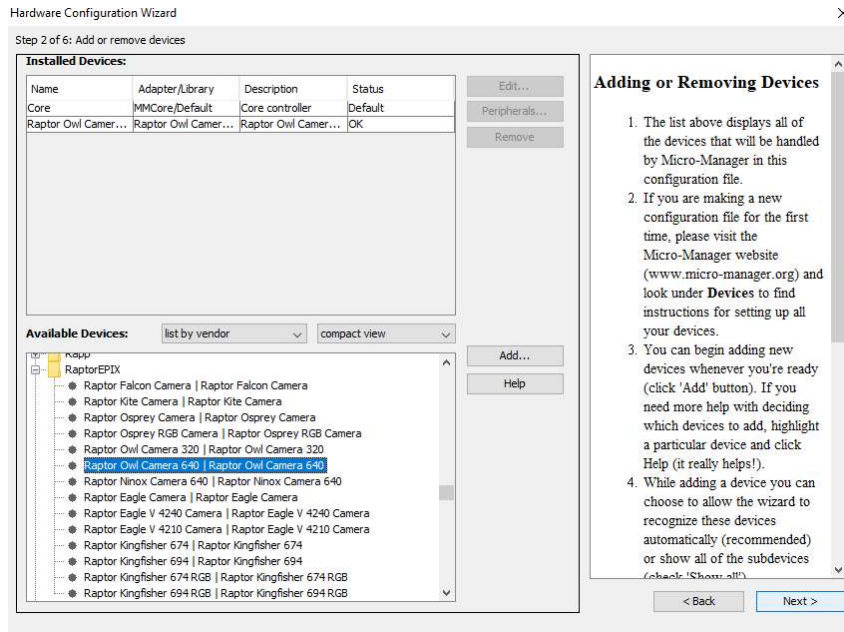 Hardware Configuration Wizard
Step 2 of 6: Add or remove devices
Installed Devices:
Name Adapter/Library Description Status
Core MMCore/Default Core controller Default
Raptor Owl Camer... Raptor Owl Camer... Raptor Owl Camer... OK
Edit...
Peripherals...
Remove
Available Devices: list by vendor compact view
Rapp
RaptorEPIX
Raptor Falcon Camera | Raptor Falcon Camera
Raptor Kite Camera | Raptor Kite Camera
Raptor Osprey Camera | Raptor Osprey Camera
Raptor Osprey RGB Camera | Raptor Osprey RGB Camera
Raptor Owl Camera 320 | Raptor Owl Camera 320
Raptor Owl Camera 640 | Raptor Owl Camera 640
Raptor Ninox Camera 640 | Raptor Ninox Camera 640
Raptor Eagle Camera | Raptor Eagle Camera
Raptor Eagle V 4240 Camera | Raptor Eagle V 4240 Camera
Raptor Eagle V 4210 Camera | Raptor Eagle V 4210 Camera
Raptor Kingfisher 674 | Raptor Kingfisher 674
Raptor Kingfisher 694 | Raptor Kingfisher 694
Raptor Kingfisher 674 RGB | Raptor Kingfisher 674 RGB
Raptor Kingfisher 694 RGB | Raptor Kingfisher 694 RGB
Add...
Help
Adding or Removing Devices
1. The list above displays all of
the devices that will be handled
by Micro-Manager in this
configuration file.
2. If you are making a new
configuration file for the first
time, please visit the
Micro-Manager website
(www.micro-manager.org) and
look under Devices to find
instructions for setting up all
your devices.
3. You can begin adding new
devices whenever you're ready
(click 'Add' button). If you
need more help with deciding
which devices to add, highlight
a particular device and click
Help (it really helps!).
4. While adding a device you can
choose to allow the wizard to
recognize these devices
automatically (recommended)
or show all of the subdevices
(check 'Show all')
< Back
Next >